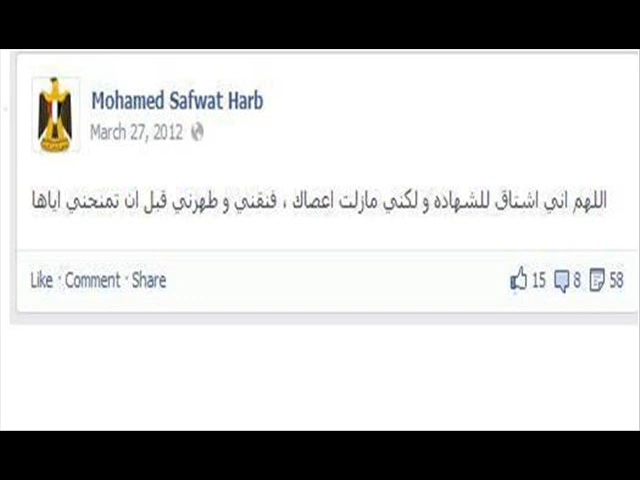 Mohamed Safwat Harb
March 27, 2012
اللهم اني اشتاق للشهاده و لكني مازلت اعصاك ، فنقني و طهرني قبل ان تمنحني اياها
Like · Comment · Share 15 8 58